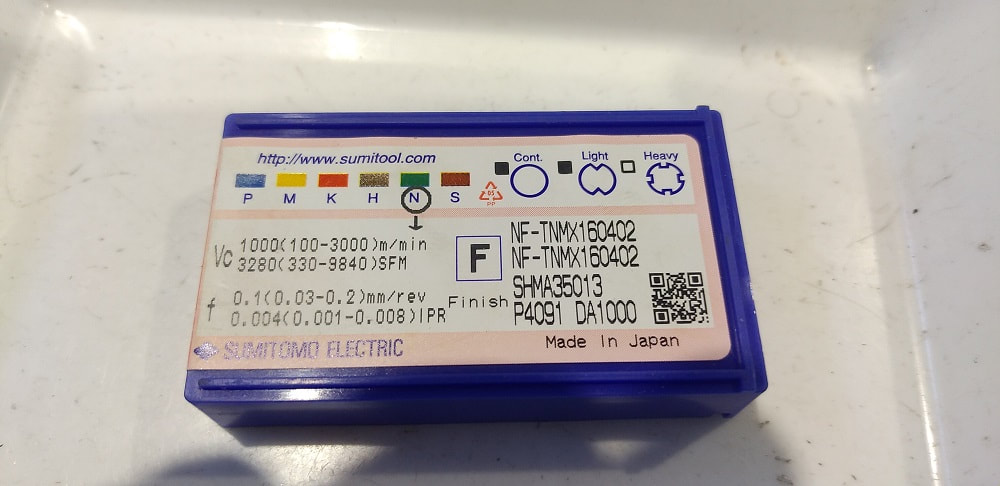 http://www.sumitool.com
P M K H N S
05
PP
Cont. Light Heavy
Vc 1000(100-3000)m/min
3280(330-9840)SFM
f 0.1(0.03-0.2)mm/rev
0.004(0.001-0.008)IPR
F
Finish
NF-TNMX160402
NF-TNMX160402
SHMA35013
P4091 DA1000
Made In Japan
SUMITOMO ELECTRIC